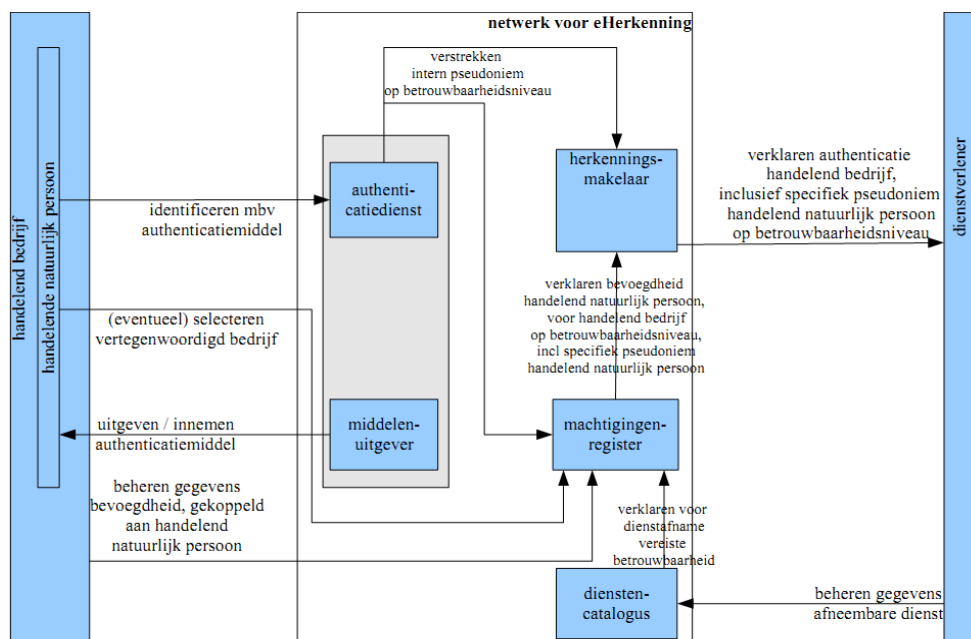 netwerk voor eHerkenning
verstrekken
intern pseudoniem
op betrouwbaarheidsniveau
handelend bedrijf
handelende natuurlijk persoon
authenti-
catiedienst
herkennings-
makelaar
dienstverlener
identificeren mbv
authenticatiemiddel
verklaren authenticatie
handelend bedrijf,
inclusief specifiek pseudoniem
handelend natuurlijk persoon
op betrouwbaarheidsniveau
(eventueel) selecteren
vertegenwoordigd bedrijf
verklaren bevoegdheid
handelend natuurlijk persoon,
voor handelend bedrijf
op betrouwbaarheidsniveau,
incl specifiek pseudoniem
handelend natuurlijk persoon
uitgeven / innemen
authenticatiemiddel
middelen-
uitgever
machtigingen-
register
beheren gegevens
bevoegdheid, gekoppeld
aan handelend
natuurlijk persoon
verklaren voor
dienstafname
vereiste
betrouwbaarheid
diensten-
catalogus
beheren gegevens
afneembare dienst